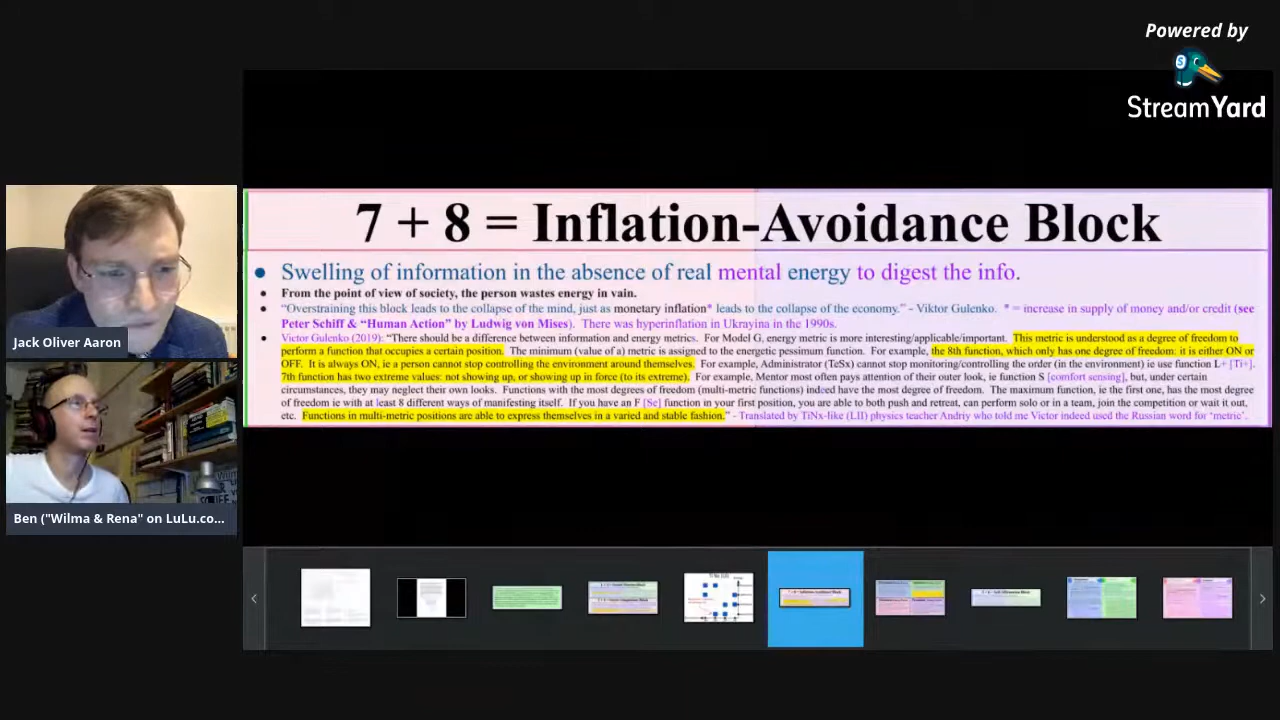 Powered by
StreamYard
7 + 8 = Inflation-Avoidance Block
• Swelling of information in the absence of real mental energy to digest the info.
• From the point of view of society, the person wastes energy in vain.
• “Overstraining this block leads to the collapse of the mind, just as monetary inflation* leads to the collapse of the economy.” - Viktor Gulenko. * = increase in supply of money and/or credit (see
Peter Schiff & “Human Action” by Ludwig von Mises). There was hyperinflation in Ukrayina in the 1990s.
• Victor Gulenko (2019): “There should be a difference between information and energy metrics. For Model G, energy metric is more interesting/applicable/important. This metric is understood as a degree of freedom to
perform a function that occupies a certain position. The minimum (value of a) metric is assigned to the energetic pessimum function. For example, the 8th function, which only has one degree of freedom: it is either ON or
OFF. It is always ON, ie a person cannot stop controlling the environment around themselves. For example, Administrator (TeSx) cannot stop monitoring/controlling the order (in the environment) ie use function L+ [Ti+].
7th function has two extreme values: not showing up, or showing up in force (to its extreme). For example, Mentor most often pays attention of their outer look, ie function S [comfort sensing], but, under certain
circumstances, they may neglect their own looks. Functions with the most degrees of freedom (multi-metric functions) indeed have the most degree of freedom. The maximum function, ie the first one, has the most degree
of freedom ie with at least 8 different ways of manifesting itself. If you have an F [Se] function in your first position, you are able to both push and retreat, can perform solo or in a team, join the competition or wait it out,
etc. Functions in multi-metric positions are able to express themselves in a varied and stable fashion.” - Translated by TiNx-like (LII) physics teacher Andriy who told me Victor indeed used the Russian word for ‘metric’.
Jack Oliver Aaron
Ben ("Wilma & Rena" on LuLu.co...